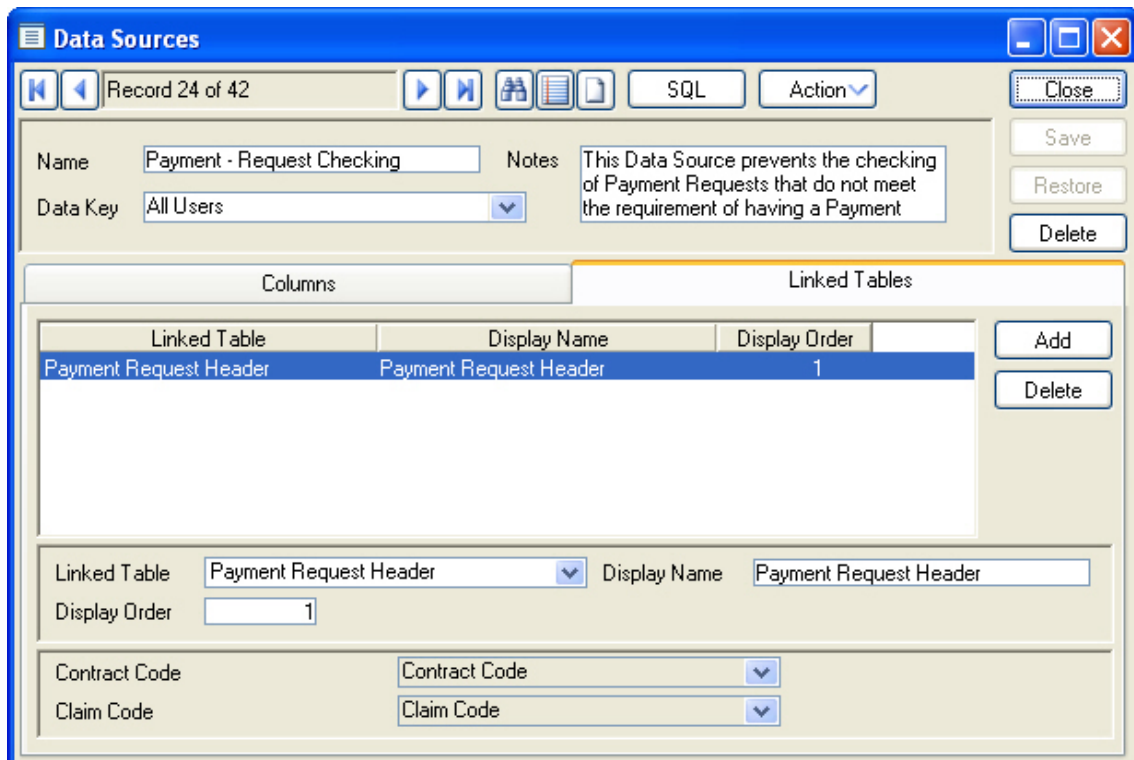 Data Sources
Record 24 of 42
SQL
Action
Close
Save
Restore
Delete
Name
Payment - Request Checking
Notes
This Data Source prevents the checking
of Payment Requests that do not meet
the requirement of having a Payment
Data Key
All Users
Columns
Linked Tables
Linked Table Display Name Display Order
Payment Request Header Payment Request Header 1
Add
Delete
Linked Table Payment Request Header Display Name Payment Request Header
Display Order 1
Contract Code Contract Code
Claim Code Claim Code